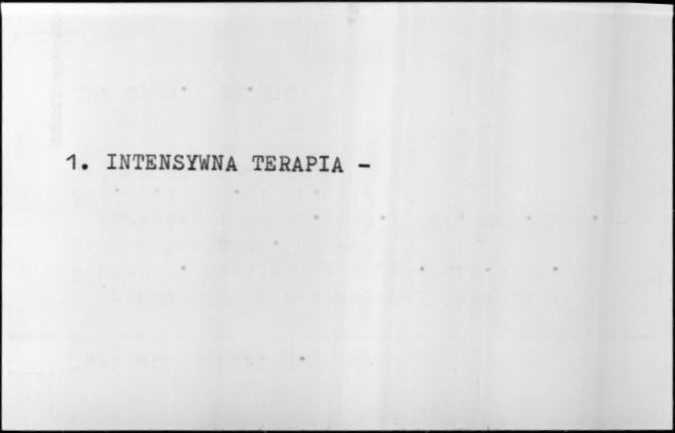 1. INTENSYWNA TERAPIA -